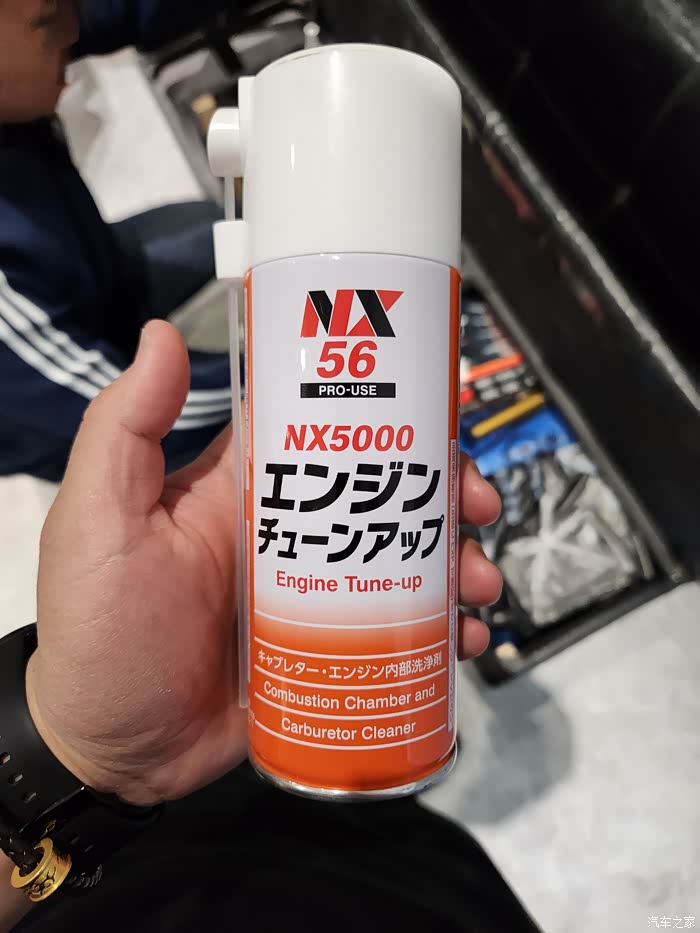 NX
56
PRO-USE
NX5000
エンジン
チューンアップ
Engine Tune-up
キャブレター・エンジン内部洗浄剤
Combustion Chamber and
Carburetor Cleaner
汽车之家